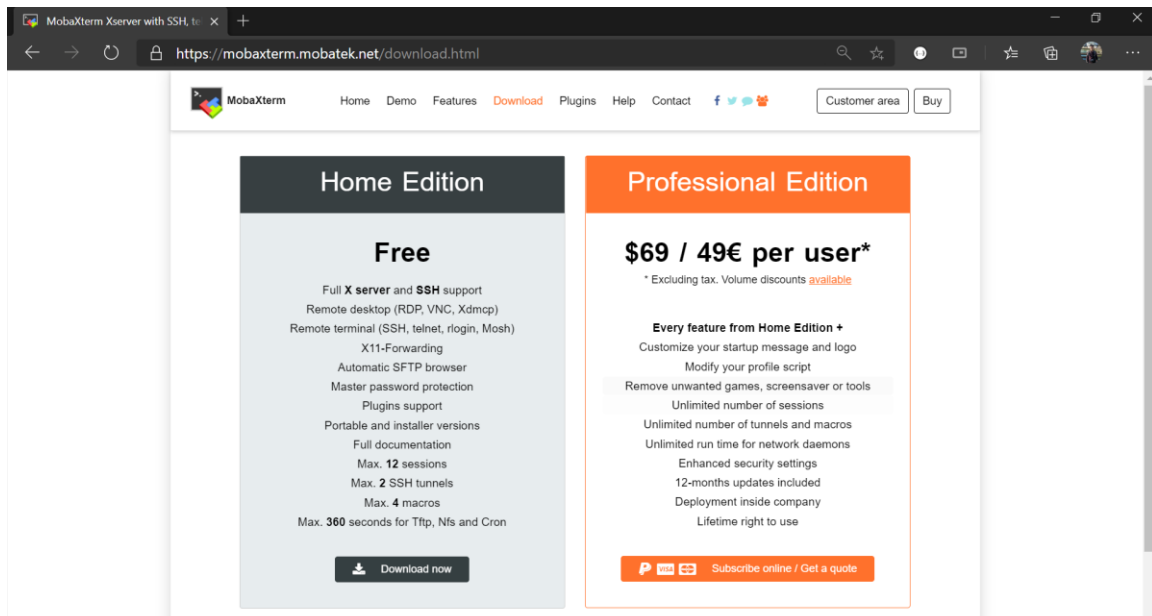 MobaXterm Xserver with SSH, te
https://mobaxterm.mobatek.net/download.html
MobaXterm Home Demo Features Download Plugins Help Contact Customer area Buy
Home Edition
Free
Full X server and SSH support
Remote desktop (RDP, VNC, Xdmcp)
Remote terminal (SSH, telnet, rlogin, Mosh)
X11-Forwarding
Automatic SFTP browser
Master password protection
Plugins support
Portable and installer versions
Full documentation
Max. 12 sessions
Max. 2 SSH tunnels
Max. 4 macros
Max. 360 seconds for Tftp, Nfs and Cron
Download now
Professional Edition
$69 / 49€ per user*
* Excluding tax. Volume discounts available
Every feature from Home Edition +
Customize your startup message and logo
Modify your profile script
Remove unwanted games, screensaver or tools
Unlimited number of sessions
Unlimited number of tunnels and macros
Unlimited run time for network daemons
Enhanced security settings
12-months updates included
Deployment inside company
Lifetime right to use
VISA Subscribe online / Get a quote